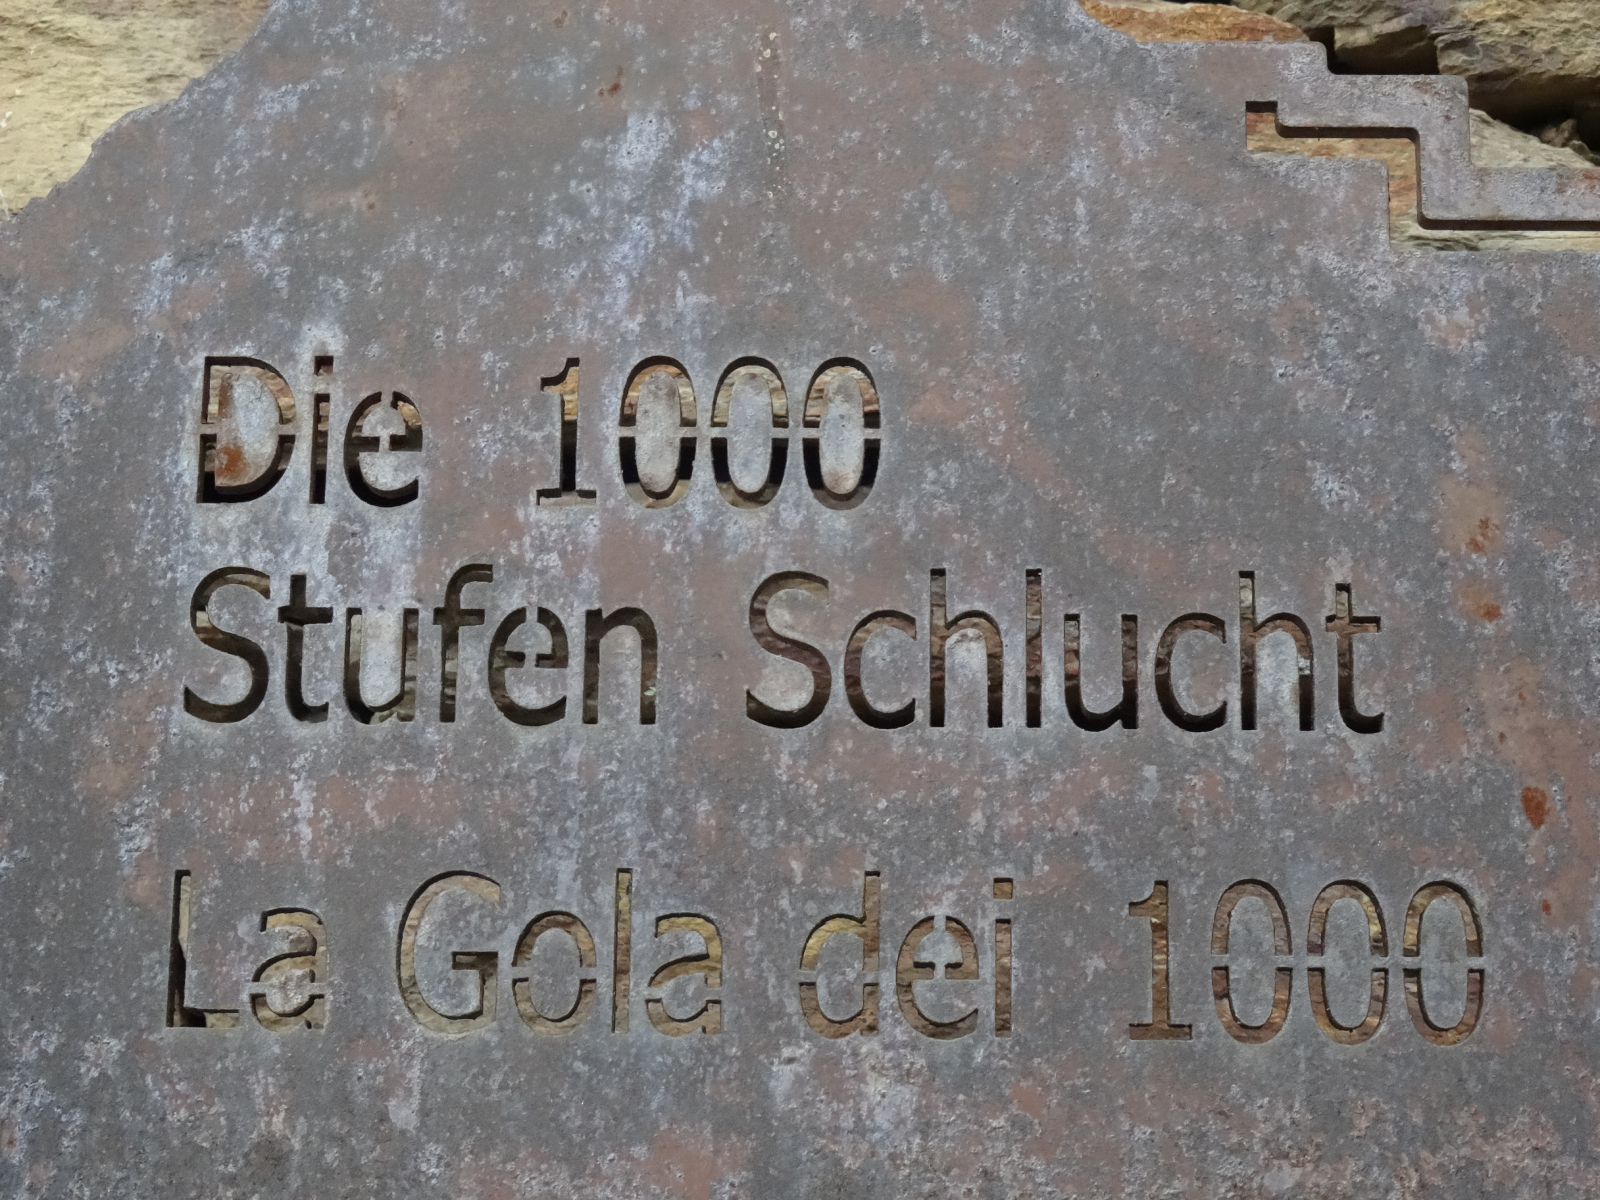 Die 1000
Stufen Schlucht
La Gola dei 1000